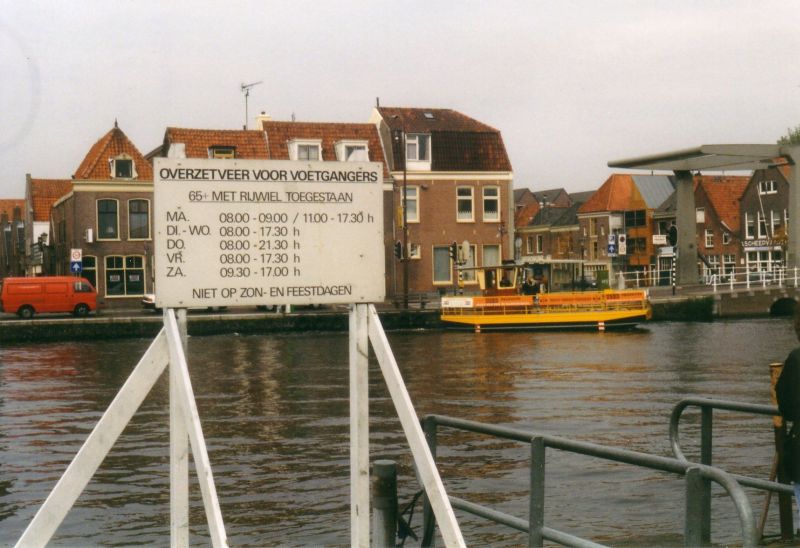 OVERZETVEER VOOR VOETGANGERS
65+ MET RIJWIEL TOEGESTAAN
MA. 08.00 - 09.00 / 11.00 - 17.30 h
DI.-WO. 08.00 - 17.30 h
DO. 08.00 - 21.30 h
VR. 08.00 - 17.30 h
ZA. 09.30 - 17.00 h
NIET OP ZON- EN FEESTDAGEN